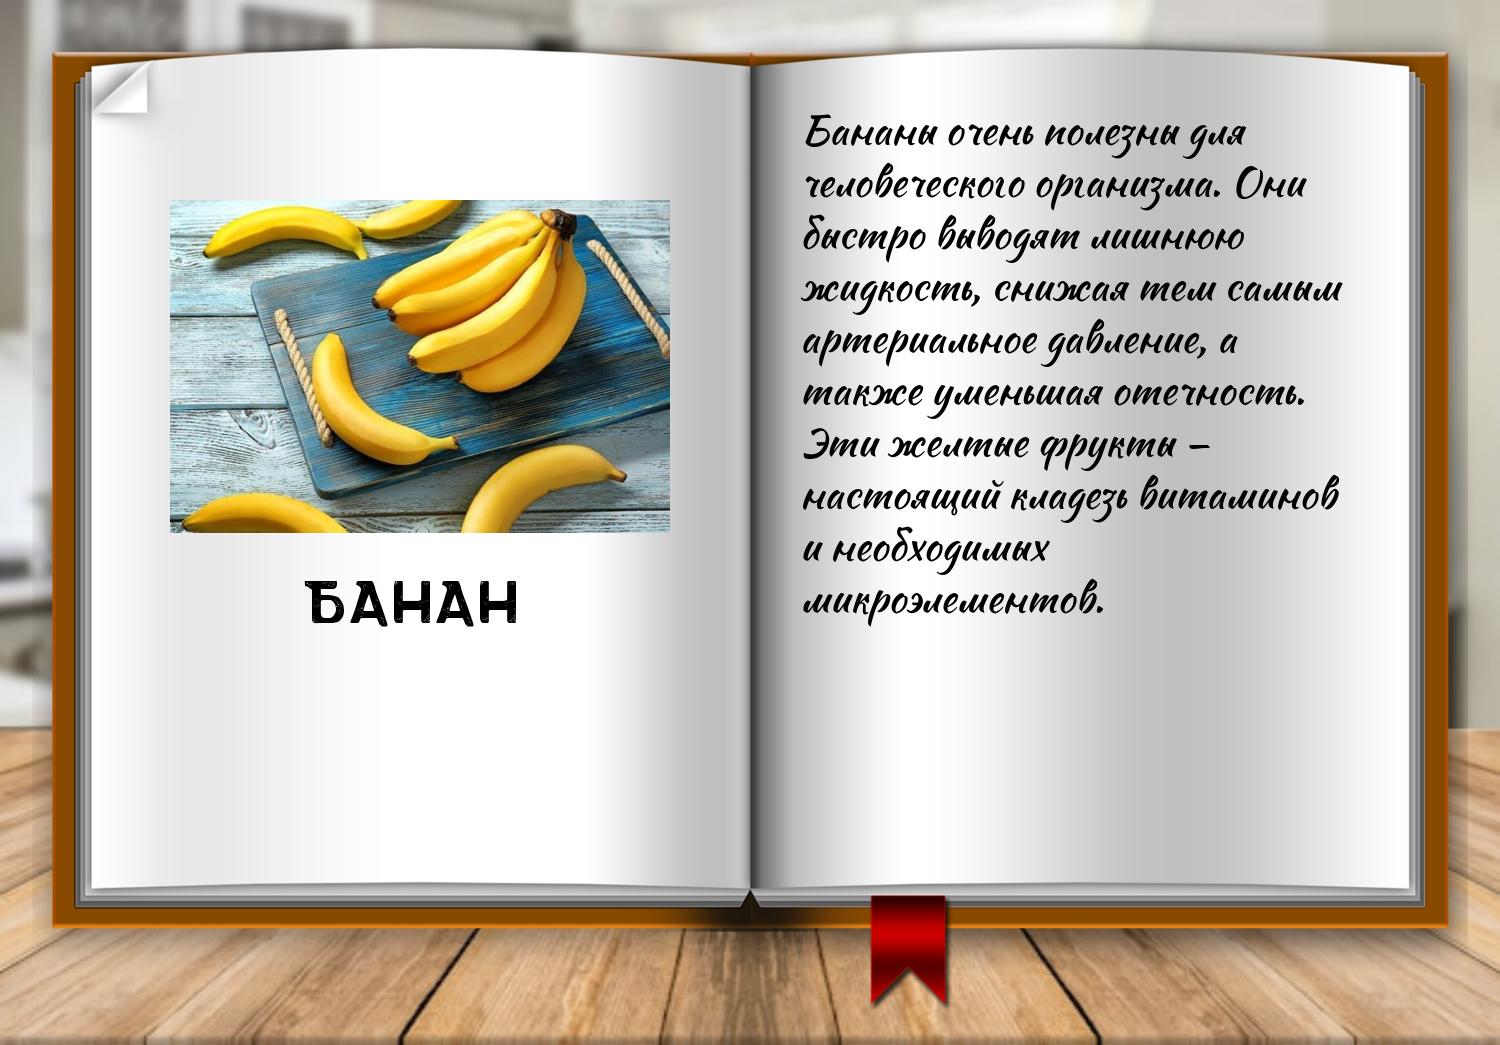 БАНАН
Бананы очень полезны для
человеческого организма. Они
быстро выводят лишнюю
жидкость, снижая тем самым
артериальное давление, а
также уменьшая отечность.
Эти желтые фрукты –
настоящий кладезь витаминов
и необходимых
микроэлементов.